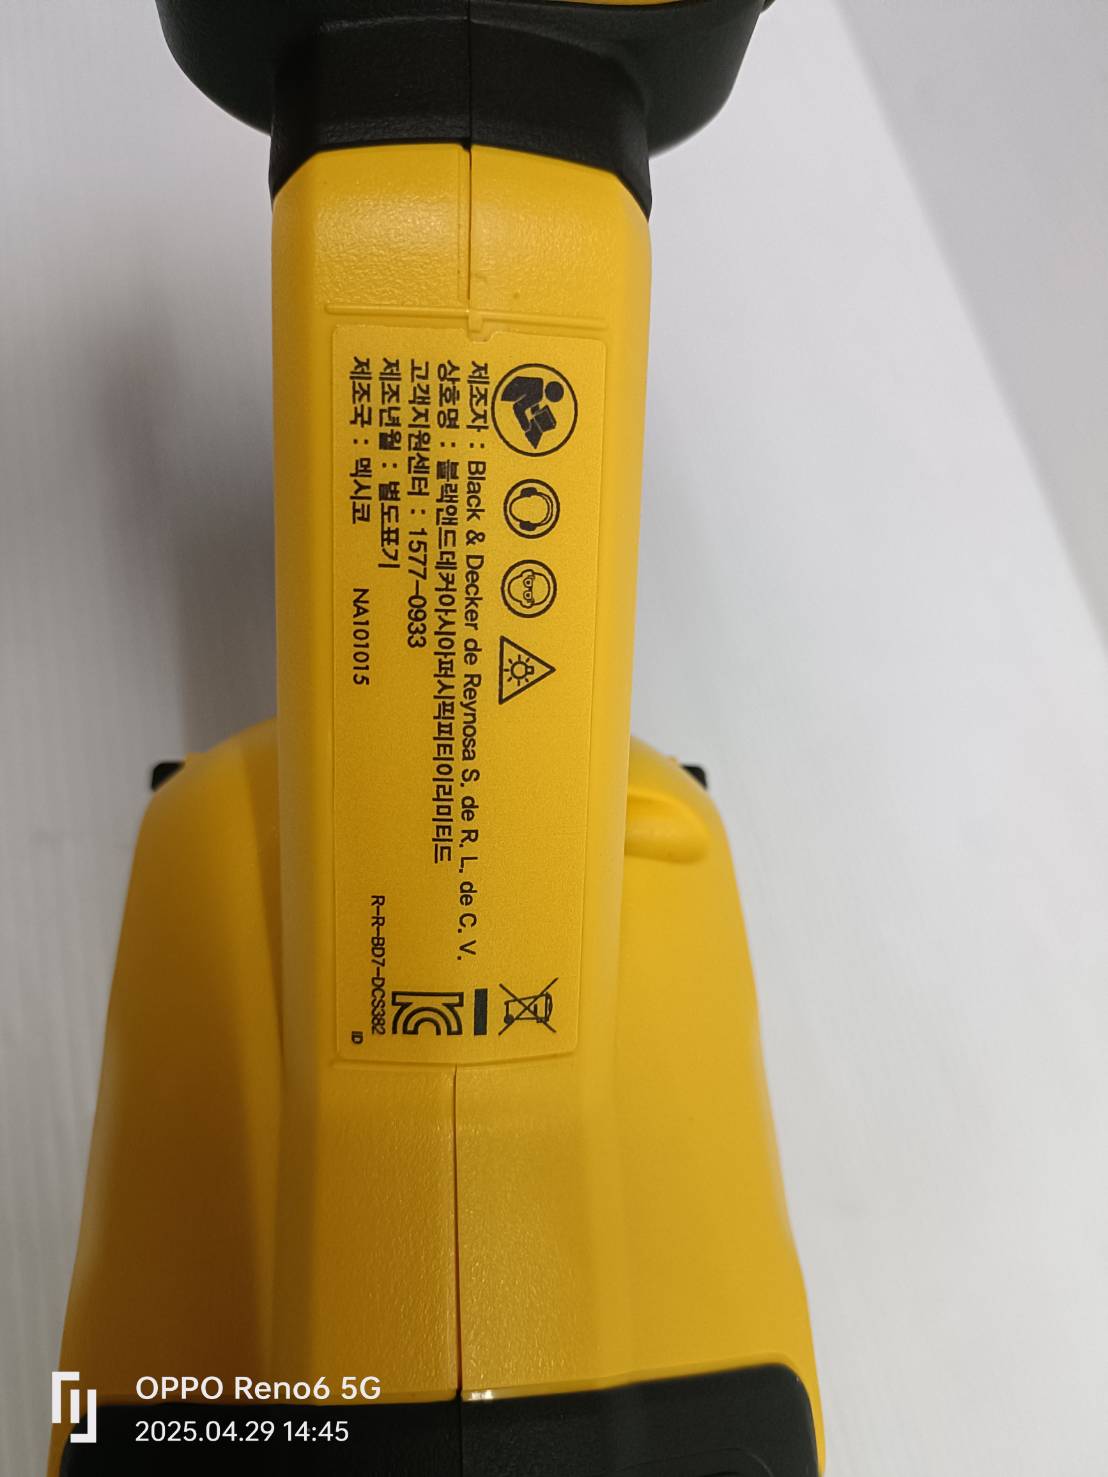 제조자 : Black & Decker de Reynosa S. de R. L. de C. V.
상호명 : 블랙앤드데커아시아퍼시픽피티이리미티드
고객지원센터 : 1577-0933
제조년월 : 별도표기
제조국 : 멕시코 NA101015
R-R-BD7-DCS382
ID
OPPO Reno6 5G
2025.04.29 14:45